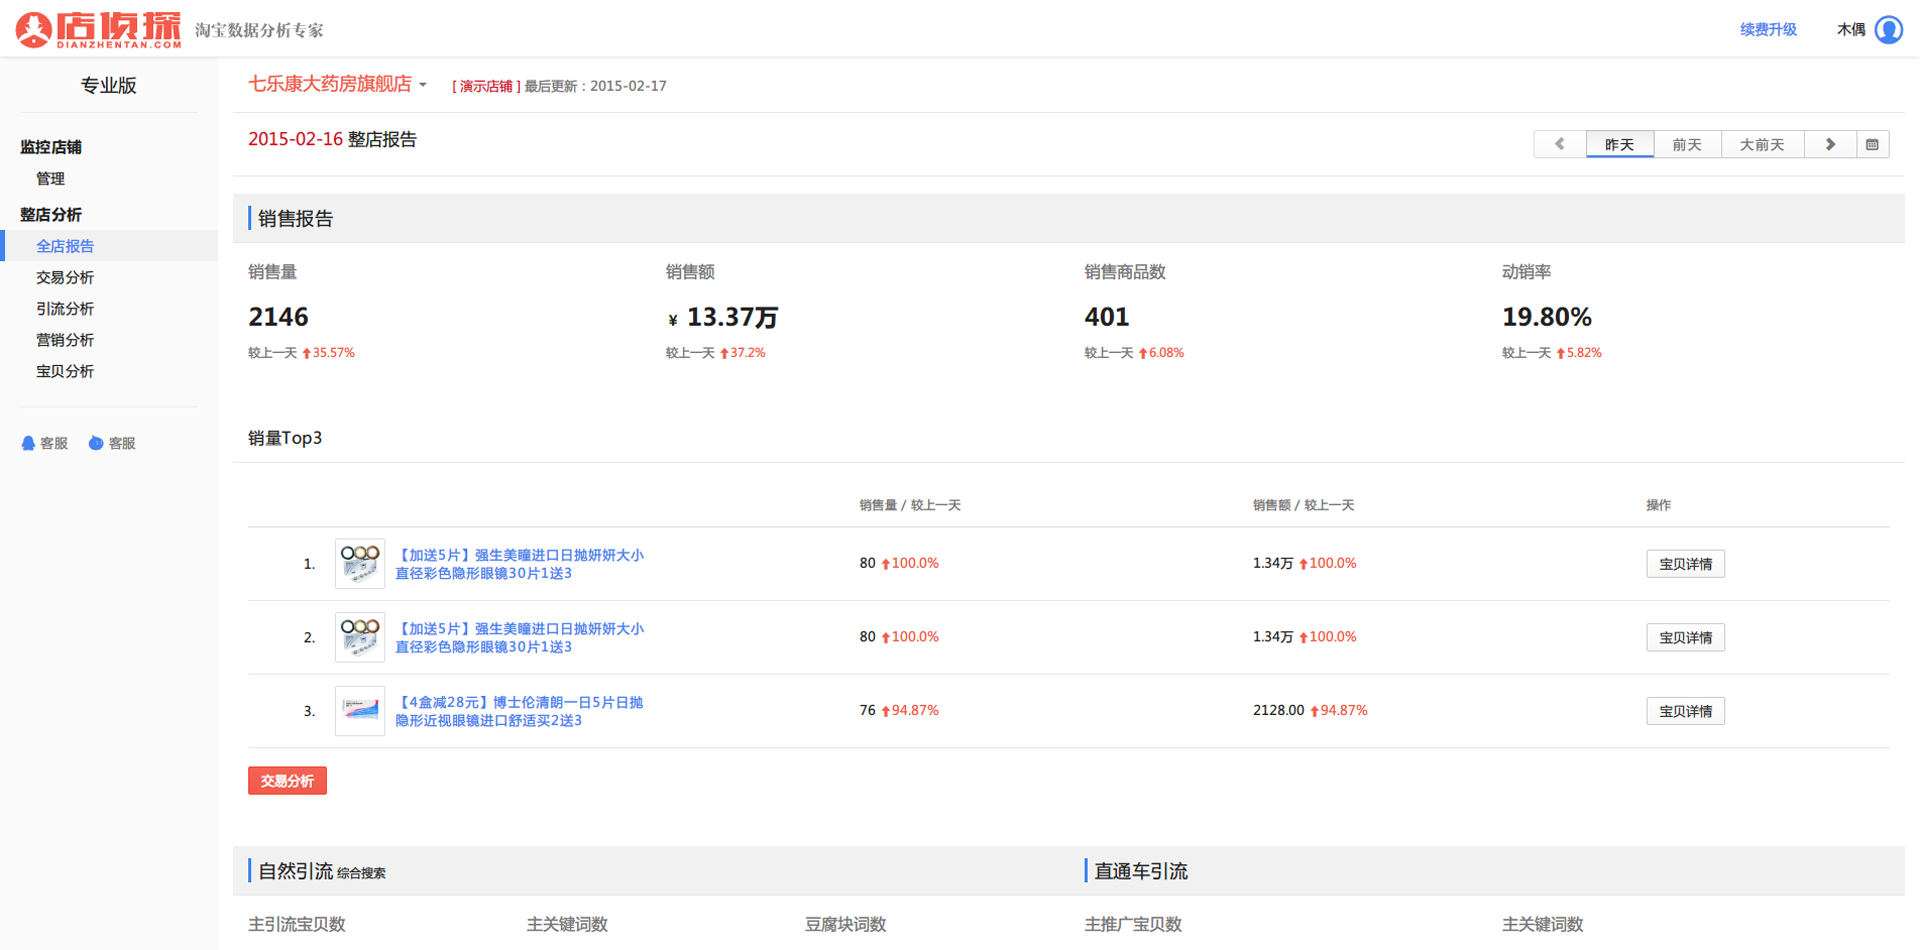 店侦探
DIANZHENTAN.COM
淘宝数据分析专家
续费升级
木偶
专业版
监控店铺
管理
整店分析
全店报告
交易分析
引流分析
营销分析
宝贝分析
客服 客服
七乐康大药房旗舰店
[ 演示店铺 ] 最后更新：2015-02-17
2015-02-16 整店报告
昨天 前天 大前天
销售报告
销售量 销售额 销售商品数 动销率
2146 ¥ 13.37万 401 19.80%
较上一天 35.57% 较上一天 37.2% 较上一天 6.08% 较上一天 5.82%
销量Top3
销售量 / 较上一天 销售额 / 较上一天 操作
1. 【加送5片】强生美瞳进口日抛妍妍大小
直径彩色隐形眼镜30片1送3
80 100.0% 1.34万 100.0% 宝贝详情
2. 【加送5片】强生美瞳进口日抛妍妍大小
直径彩色隐形眼镜30片1送3
80 100.0% 1.34万 100.0% 宝贝详情
3. 【4盒减28元】博士伦清朗一日5片日抛
隐形近视眼镜进口舒适买2送3
76 94.87% 2128.00 94.87% 宝贝详情
交易分析
自然引流 综合搜索 直通车引流
主引流宝贝数 主关键词数 豆腐块词数 主推广宝贝数 主关键词数